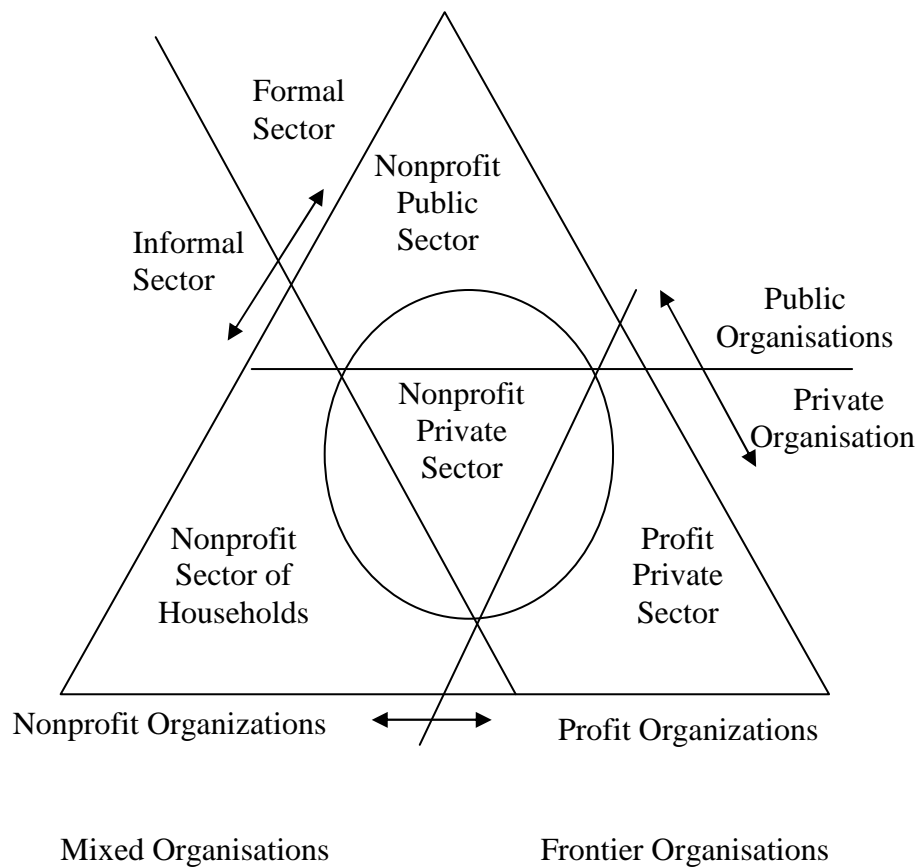 Formal
Sector
Nonprofit
Public
Sector
Informal
Sector
Public
Organisations
Nonprofit
Private
Sector
Private
Organisation
Nonprofit
Sector of
Households
Profit
Private
Sector
Nonprofit Organizations
Profit Organizations
Mixed Organisations
Frontier Organisations